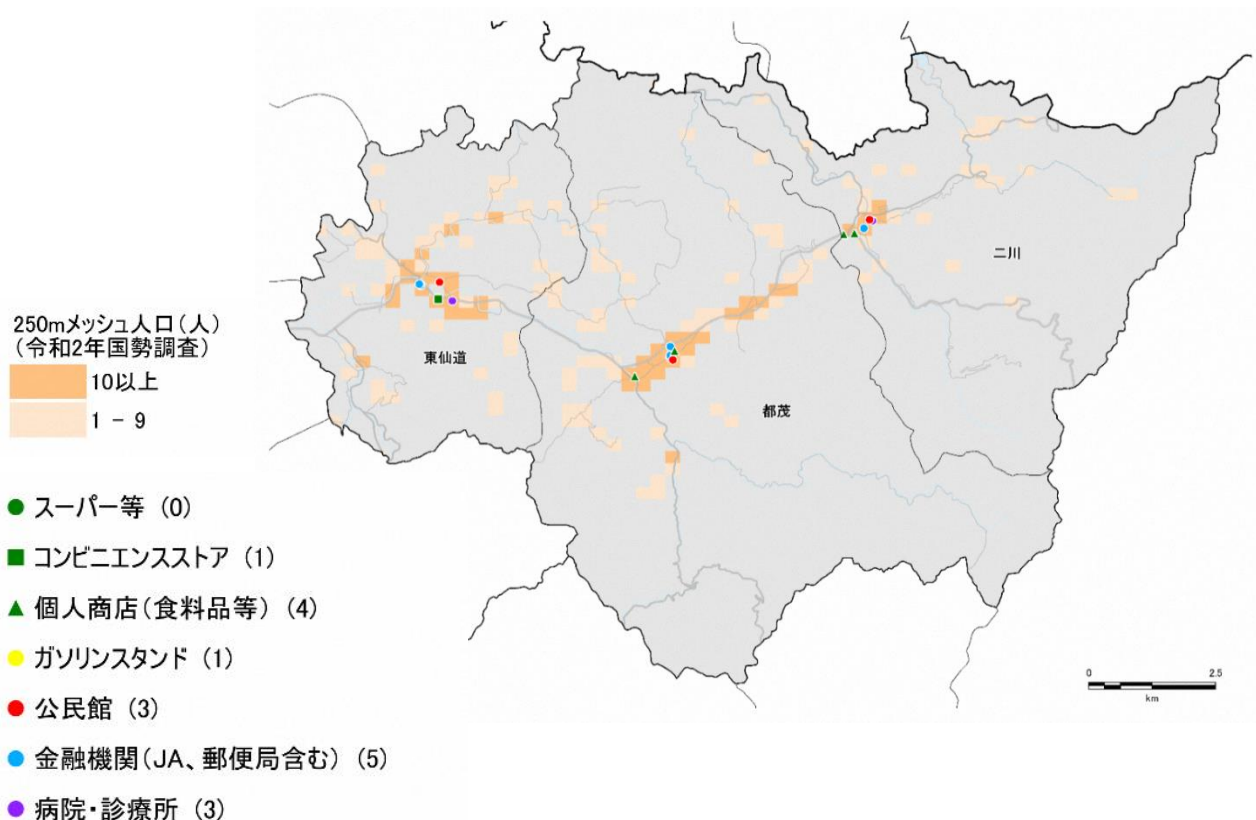 二川
250mメッシュ人口(人)
(令和2年国勢調査)
10以上
1 - 9
東仙道
都茂
スーパー等 (0)
コンビニエンスストア (1)
個人商店(食料品等) (4)
ガソリンスタンド (1)
公民館 (3)
金融機関(JA、郵便局含む) (5)
病院・診療所 (3)
0 2.5
km